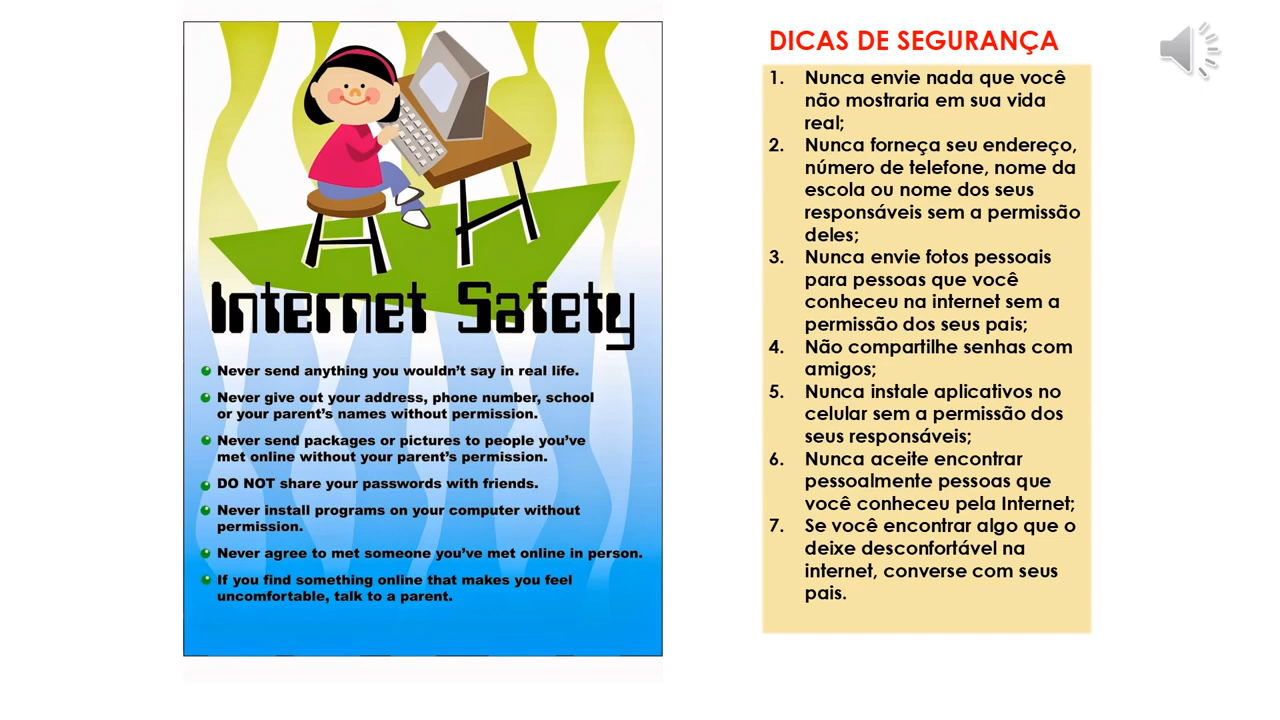 Internet Safety
Never send anything you wouldn't say in real life.
Never give out your address, phone number, school
or your parent's names without permission.
Never send packages or pictures to people you've
met online without your parent's permission.
DO NOT share your passwords with friends.
Never install programs on your computer without
permission.
Never agree to met someone you've met online in person.
If you find something online that makes you feel
uncomfortable, talk to a parent.
DICAS DE SEGURANÇA
1. Nunca envie nada que você
não mostraria em sua vida
real;
2. Nunca forneça seu endereço,
número de telefone, nome da
escola ou nome dos seus
responsáveis sem a permissão
deles;
3. Nunca envie fotos pessoais
para pessoas que você
conheceu na internet sem a
permissão dos seus pais;
4. Não compartilhe senhas com
amigos;
5. Nunca instale aplicativos no
celular sem a permissão dos
seus responsáveis;
6. Nunca aceite encontrar
pessoalmente pessoas que
você conheceu pela Internet;
7. Se você encontrar algo que o
deixe desconfortável na
internet, converse com seus
pais.